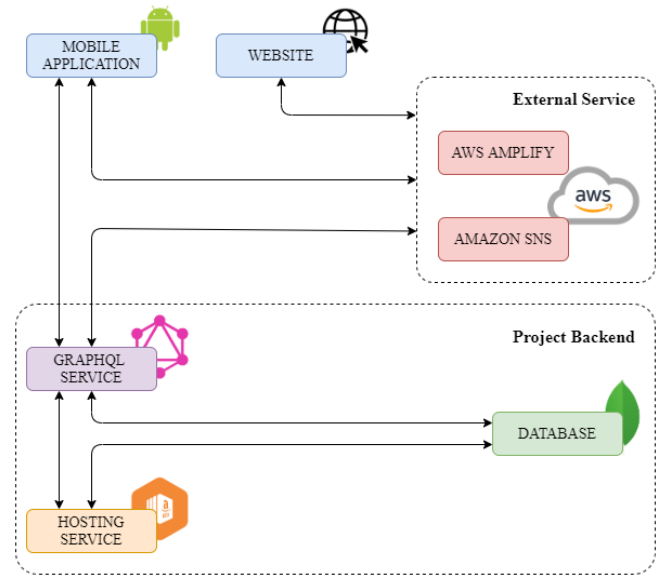 MOBILE
APPLICATION
WEBSITE
External Service
AWS AMPLIFY
aws
AMAZON SNS
Project Backend
GRAPHQL
SERVICE
DATABASE
HOSTING
SERVICE